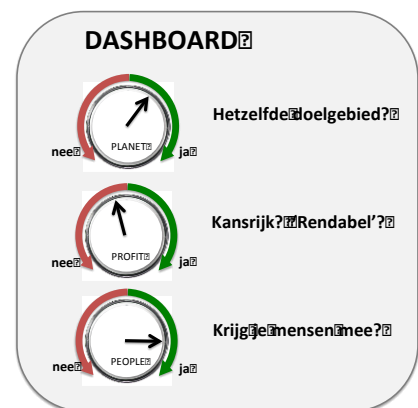 DASHBOARD
PLANET
nee
ja
Hetzelfde doelgebied?
PROFIT
nee
ja
Kansrijk? ‘Rendabel’?
PEOPLE
nee
ja
Krijg je mensen mee?